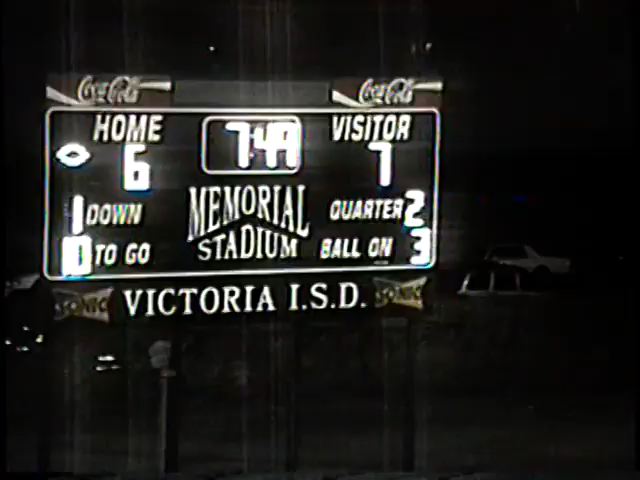 Coca-Cola Coca-Cola
HOME 7:49 VISITOR
6 7
1 DOWN MEMORIAL QUARTER 2
10 TO GO STADIUM BALL ON 3
SONIC VICTORIA I.S.D. SONIC